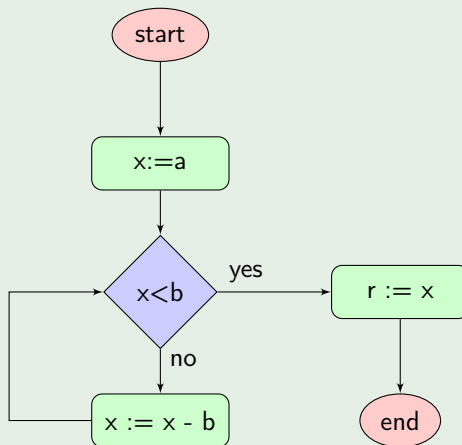 start
x:=a
x<b
yes
r := x
no
x := x - b
end